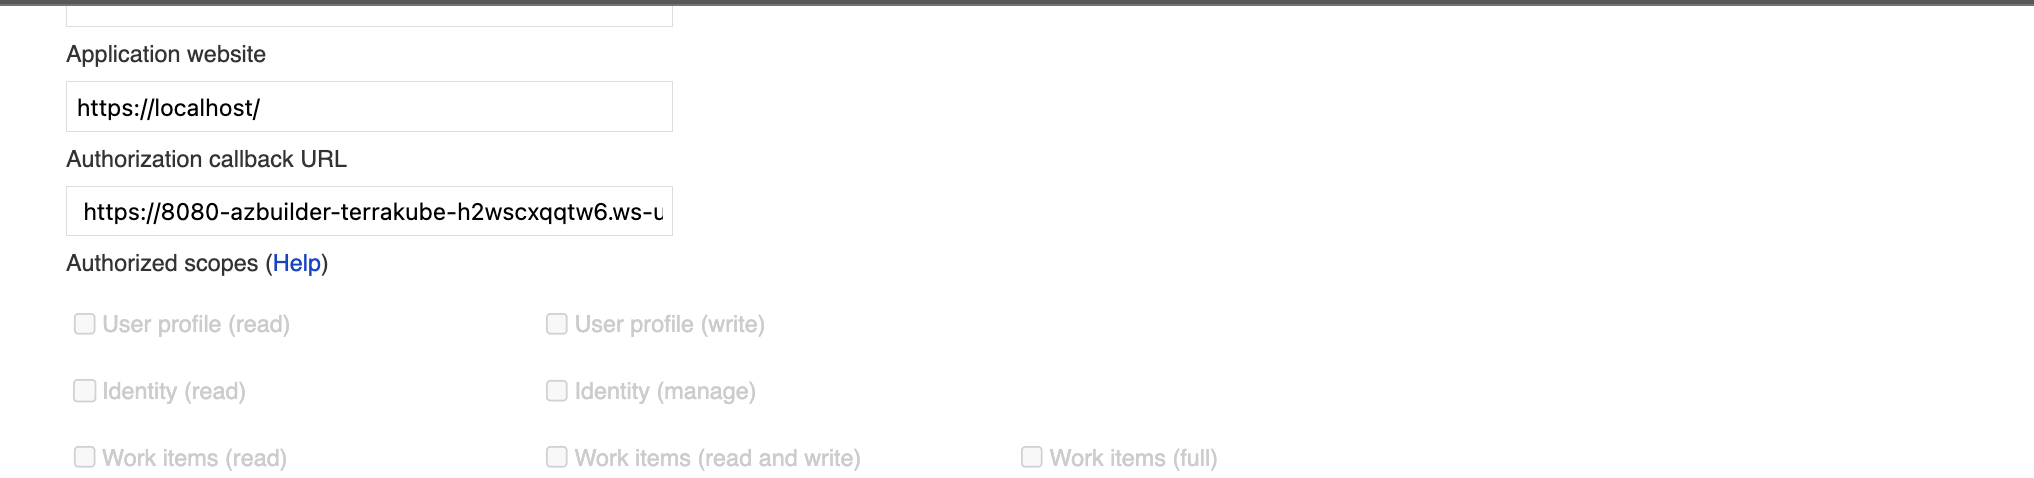 Application website
https://localhost/
Authorization callback URL
https://8080-azbuilder-terrakube-h2wscxqqtw6.ws-u
Authorized scopes (Help)
User profile (read) User profile (write)
Identity (read) Identity (manage)
Work items (read) Work items (read and write) Work items (full)